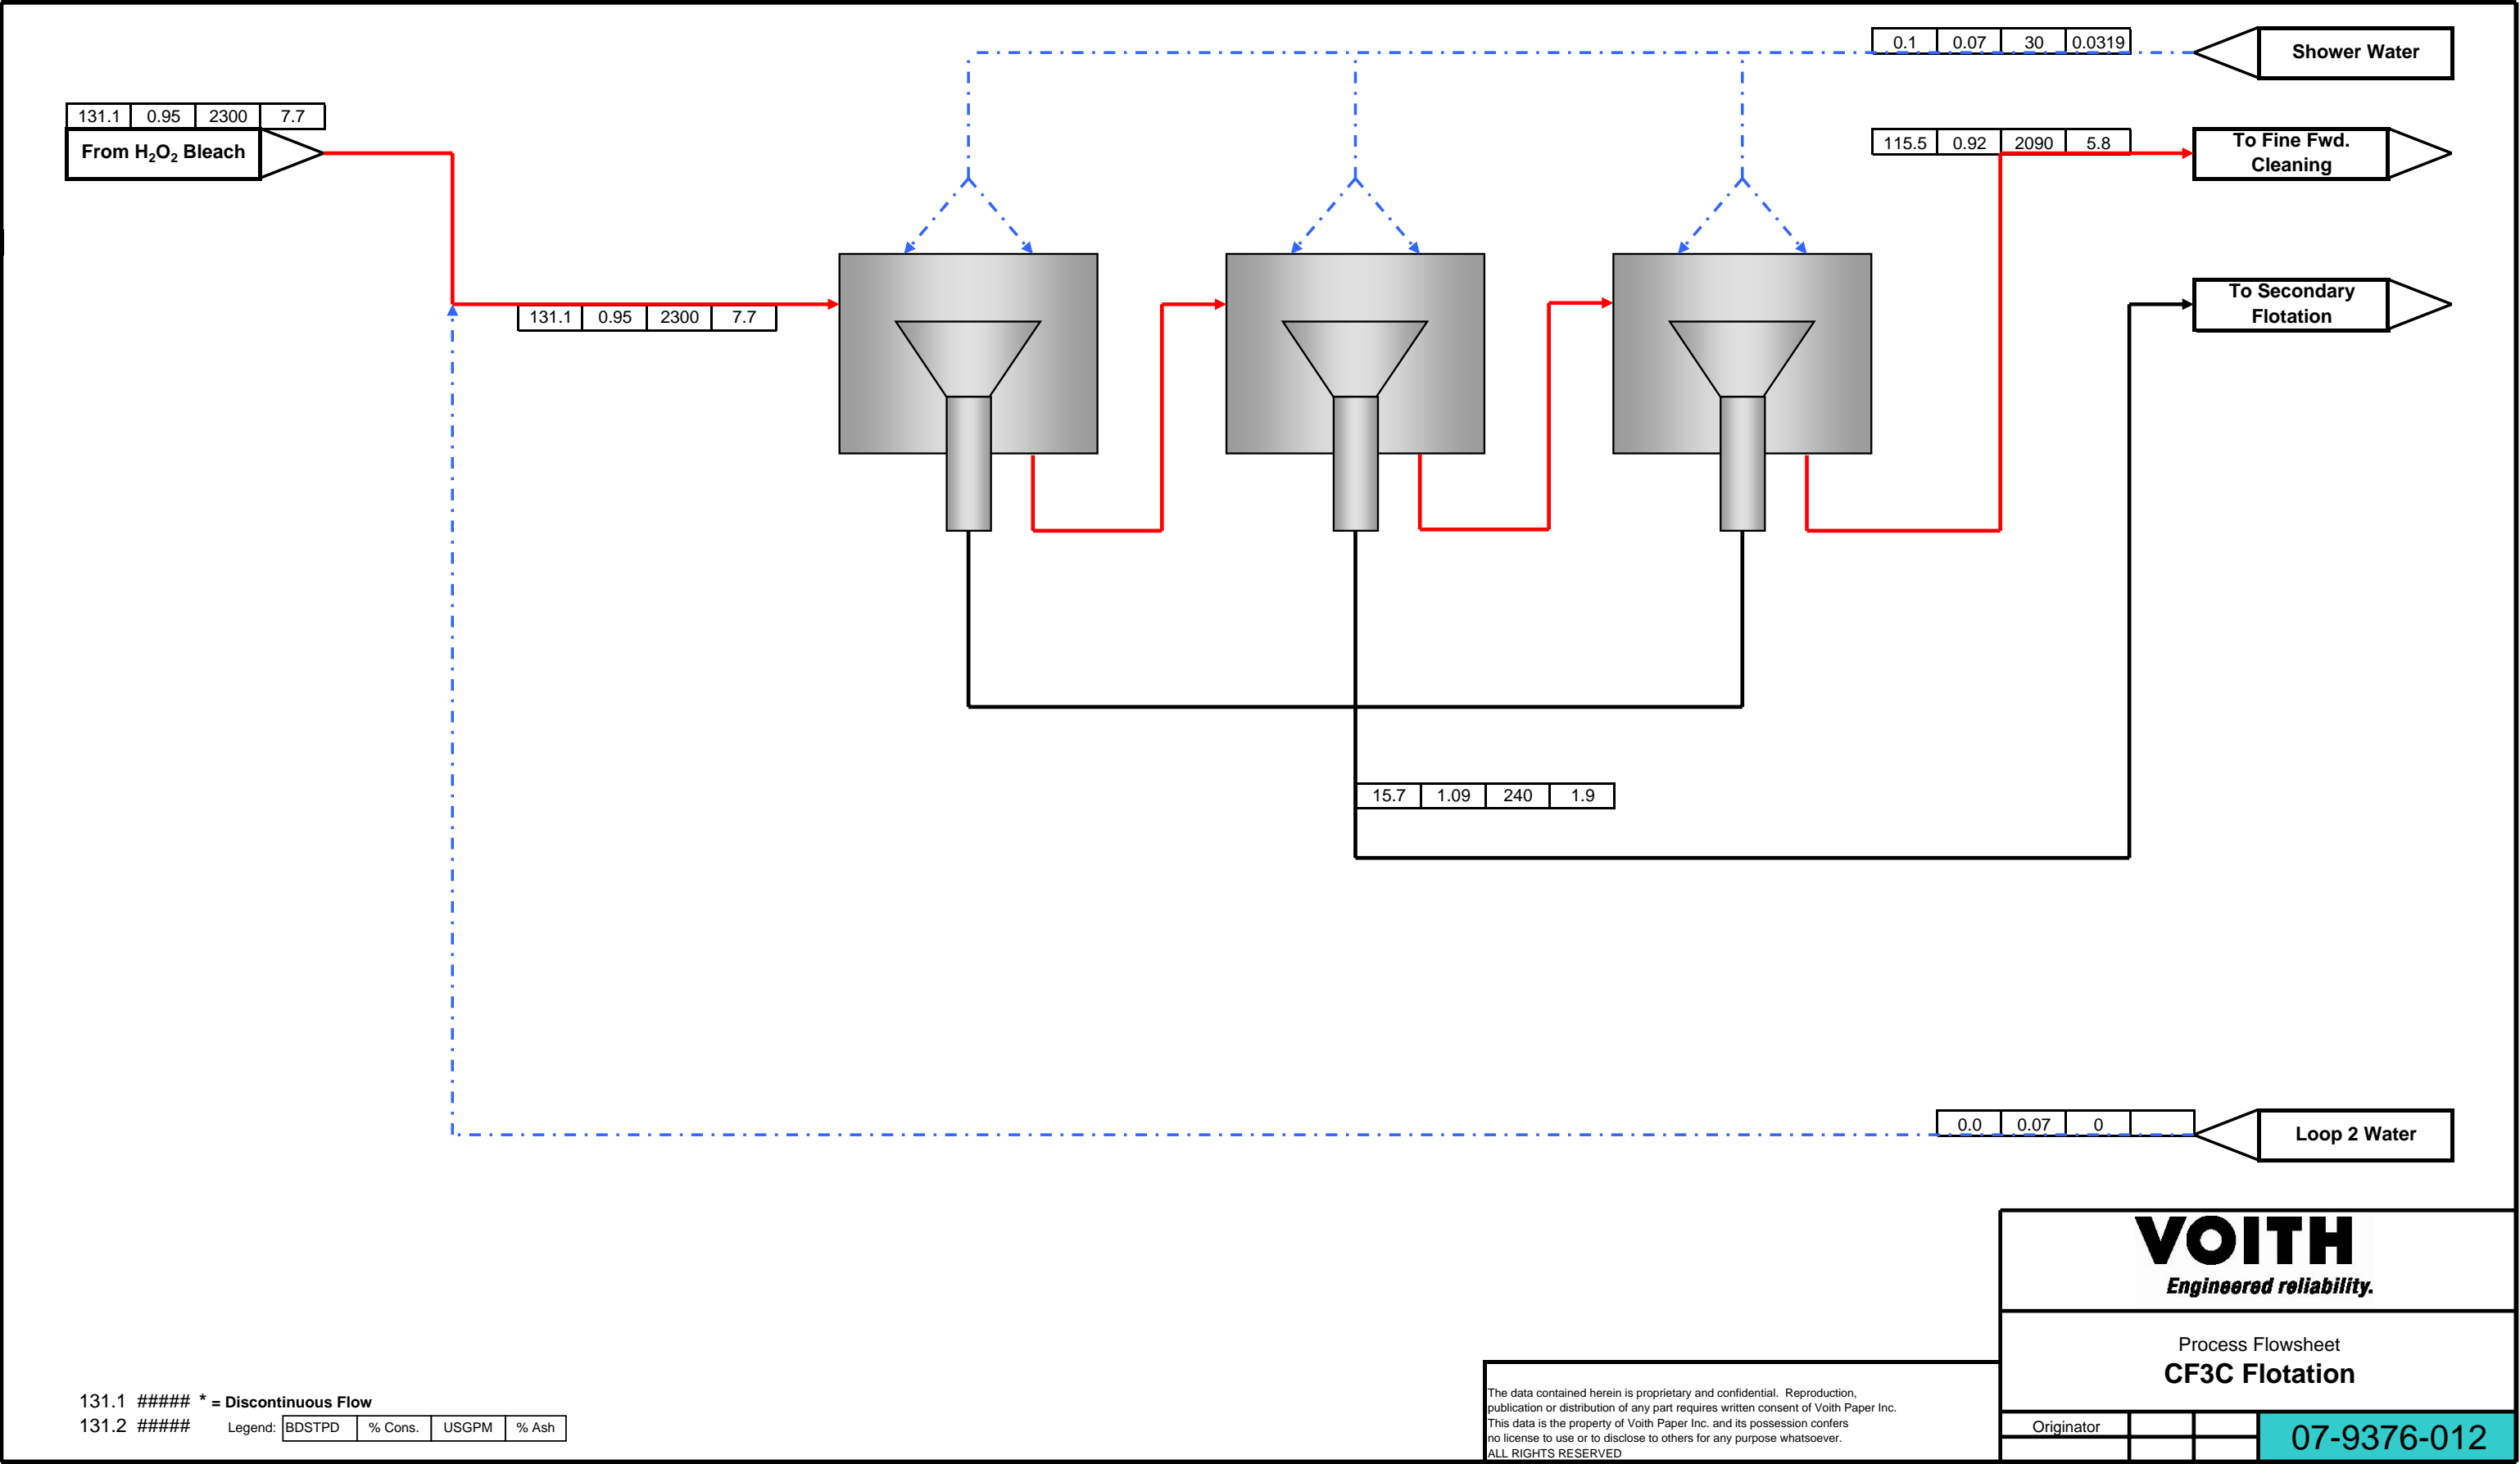 0.1 0.07 30 0.0319
Shower Water
131.1 0.95 2300 7.7
From H₂O₂ Bleach
115.5 0.92 2090 5.8
To Fine Fwd.
Cleaning
To Secondary
Flotation
131.1 0.95 2300 7.7
15.7 1.09 240 1.9
0.0 0.07 0
Loop 2 Water
VOITH
Engineered reliability.
Process Flowsheet
CF3C Flotation
131.1 ##### * = Discontinuous Flow
131.2 ##### Legend: BDSTPD % Cons. USGPM % Ash
The data contained herein is proprietary and confidential. Reproduction,
publication or distribution of any part requires written consent of Voith Paper Inc.
This data is the property of Voith Paper Inc. and its possession confers
no license to use or to disclose to others for any purpose whatsoever.
ALL RIGHTS RESERVED
Originator
07-9376-012